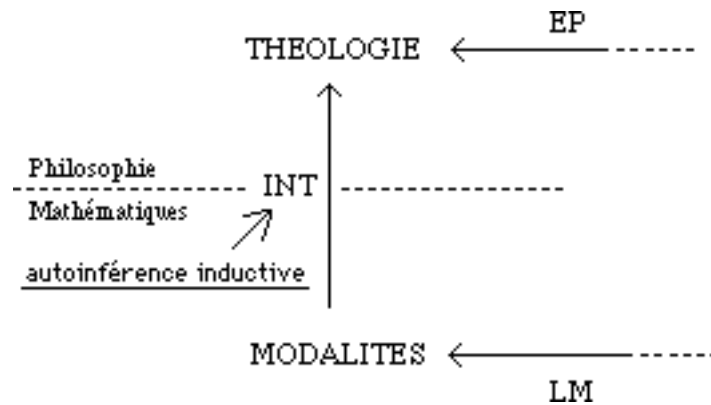 EP
THEOLOGIE
Philosophie
INT
Mathématiques
autoinférence inductive
MODALITES
LM